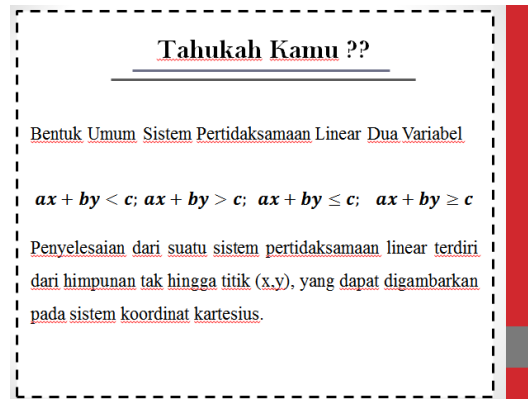 Tahukah Kamu ??
Bentuk Umum Sistem Pertidaksamaan Linear Dua Variabel
ax + by < c; ax + by > c; ax + by ≤ c; ax + by ≥ c
Penyelesaian dari suatu sistem pertidaksamaan linear terdiri
dari himpunan tak hingga titik (x,y), yang dapat digambarkan
pada sistem koordinat kartesius.